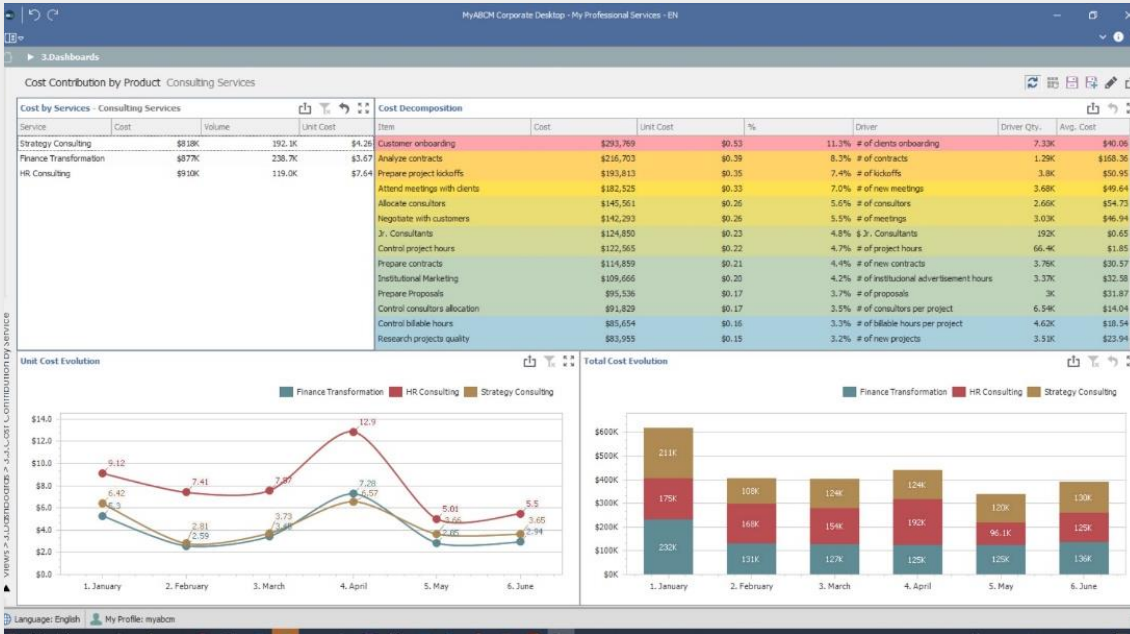 MyABCM Corporate Desktop - My Professional Services - EN
3.Dashboards
Cost Contribution by Product Consulting Services
Cost by Services - Consulting Services
Service Cost Volume Unit Cost
Strategy Consulting $818K 192.1K $4.26
Finance Transformation $877K 238.7K $3.67
HR Consulting $910K 119.0K $7.64
Cost Decomposition
Item Cost Unit Cost % Driver Driver Qty. Avg. Cost
Customer onboarding $293,769 $0.53 11.3% # of clients onboarding 7.33K $40.06
Analyze contracts $216,703 $0.39 8.3% # of contracts 1.29K $168.36
Prepare project kickoffs $193,813 $0.35 7.4% # of kickoffs 3.8K $50.95
Attend meetings with clients $182,525 $0.33 7.0% # of new meetings 3.68K $49.64
Allocate consultors $145,561 $0.26 5.6% # of consultors 2.66K $54.73
Negotiate with customers $142,293 $0.26 5.5% # of meetings 3.03K $46.94
Jr. Consultants $124,850 $0.23 4.8% $ Jr. Consultants 192K $0.65
Control project hours $122,565 $0.22 4.7% # of project hours 66.4K $1.85
Prepare contracts $114,859 $0.21 4.4% # of new contracts 3.76K $30.57
Institutional Marketing $109,666 $0.20 4.2% # of institucional advertisement hours 3.37K $32.58
Prepare Proposals $95,536 $0.17 3.7% # of proposals 3K $31.87
Control consultors allocation $91,829 $0.17 3.5% # of consultors per project 6.54K $14.04
Control billable hours $85,654 $0.16 3.3% # of billable hours per project 4.62K $18.54
Research projects quality $83,955 $0.15 3.2% # of new projects 3.51K $23.94
Views > 3.Dashboards > 3.3.Cost Contribution by Service
Unit Cost Evolution
Finance Transformation HR Consulting Strategy Consulting
$14.0
$12.0
$10.0
$8.0
$6.0
$4.0
$2.0
$0.0
9.12 7.41 12.9 5.01 5.5
6.42 2.81 3.73 6.57 3.66 3.65
5.3 2.59 7.28 2.85 2.94
1. January 2. February 3. March 4. April 5. May 6. June
Total Cost Evolution
Finance Transformation HR Consulting Strategy Consulting
$600K
$500K
$400K
$300K
$200K
$100K
$0K
211K 108K 124K 124K 120K 130K
175K 168K 154K 192K 96.1K 125K
232K 131K 127K 125K 125K 136K
1. January 2. February 3. March 4. April 5. May 6. June
Language: English My Profile: myabcm